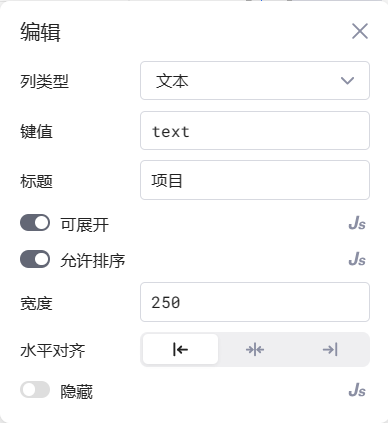 编辑
列类型 文本
键值 text
标题 项目
可展开 Js
允许排序 Js
宽度 250
水平对齐
隐藏 Js